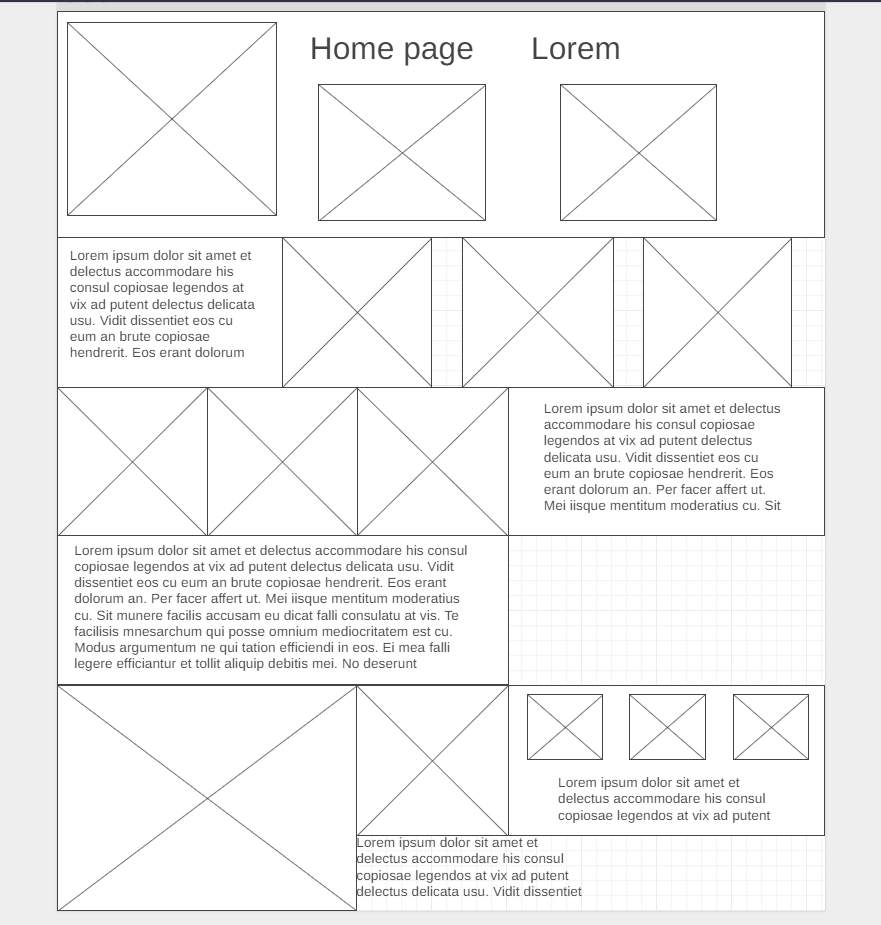 Home page
Lorem
Lorem ipsum dolor sit amet et
delectus accommodare his
consul copiosae legendos at
vix ad putent delectus delicata
usu. Vidit dissentiet eos cu
eum an brute copiosae
hendrerit. Eos erant dolorum
Lorem ipsum dolor sit amet et delectus
accommodare his consul copiosae
legendos at vix ad putent delectus
delicata usu. Vidit dissentiet eos cu
eum an brute copiosae hendrerit. Eos
erant dolorum an. Per facer affert ut.
Mei iisque mentitum moderatius cu. Sit
Lorem ipsum dolor sit amet et delectus accommodare his consul
copiosae legendos at vix ad putent delectus delicata usu. Vidit
dissentiet eos cu eum an brute copiosae hendrerit. Eos erant
dolorum an. Per facer affert ut. Mei iisque mentitum moderatius
cu. Sit munere facilis accusam eu dicat falli consulatu at vis. Te
facilisis mnesarchum qui posse omnium mediocritatem est cu.
Modus argumentum ne qui tation efficiendi in eos. Ei mea falli
legere efficiantur et tollit aliquip debitis mei. No deserunt
Lorem ipsum dolor sit amet et
delectus accommodare his consul
copiosae legendos at vix ad putent
Lorem ipsum dolor sit amet et
delectus accommodare his consul
copiosae legendos at vix ad putent
delectus delicata usu. Vidit dissentiet